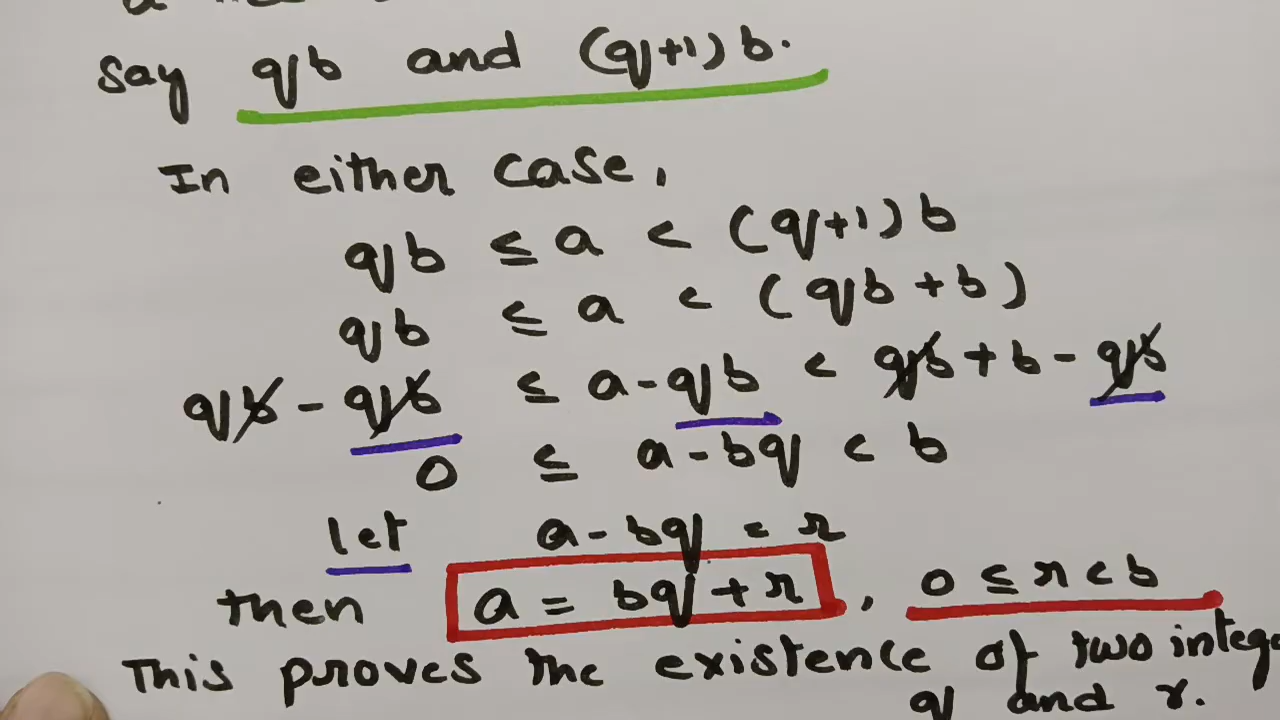 say qb and (q+1)b.
In either case,
qb ≤ a < (q+1)b
qb ≤ a < (qb+b)
qb - qb ≤ a-qb < qb+b-qb
0 ≤ a-bq < b
let a-bq = r
then a = bq+r, 0 ≤ r < b
This proves the existence of two
q and r.